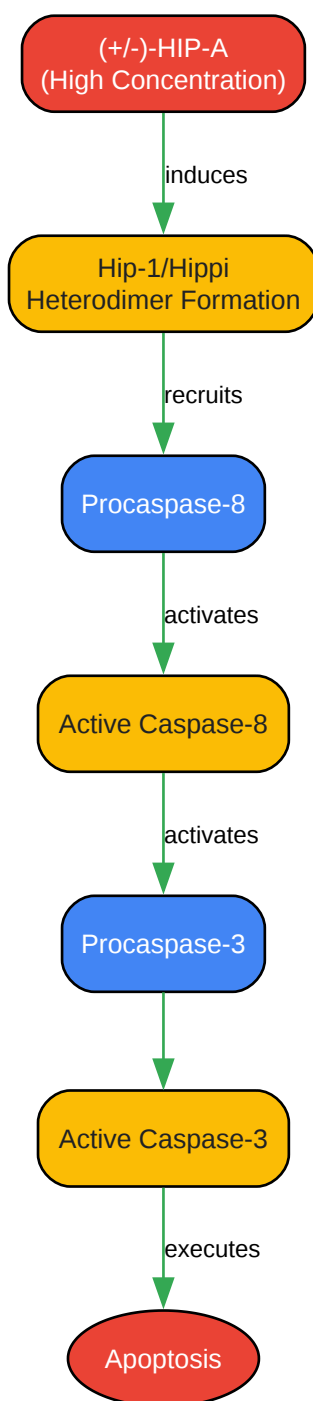 (+/-)-HIP-A
(High Concentration)
induces
Hip-1/Hippi
Heterodimer Formation
recruits
Procaspase-8
activates
Active Caspase-8
activates
Procaspase-3
Active Caspase-3
executes
Apoptosis